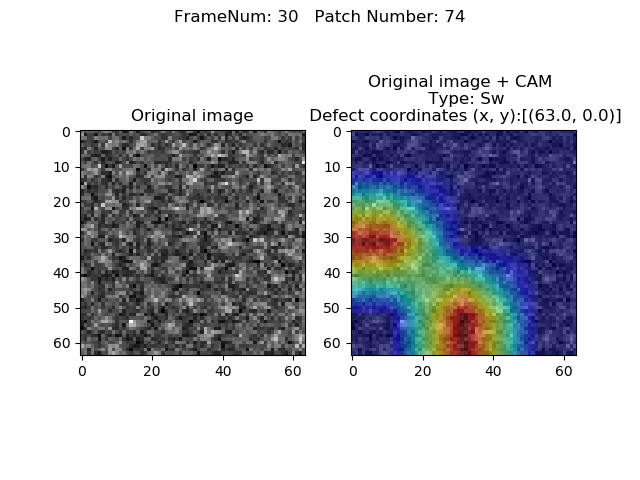 FrameNum: 30   Patch Number: 74
Original image
0
10
20
30
40
50
60
0 20 40 60
Original image + CAM
Type: Sw
Defect coordinates (x, y):[(63.0, 0.0)]
0
10
20
30
40
50
60
0 20 40 60